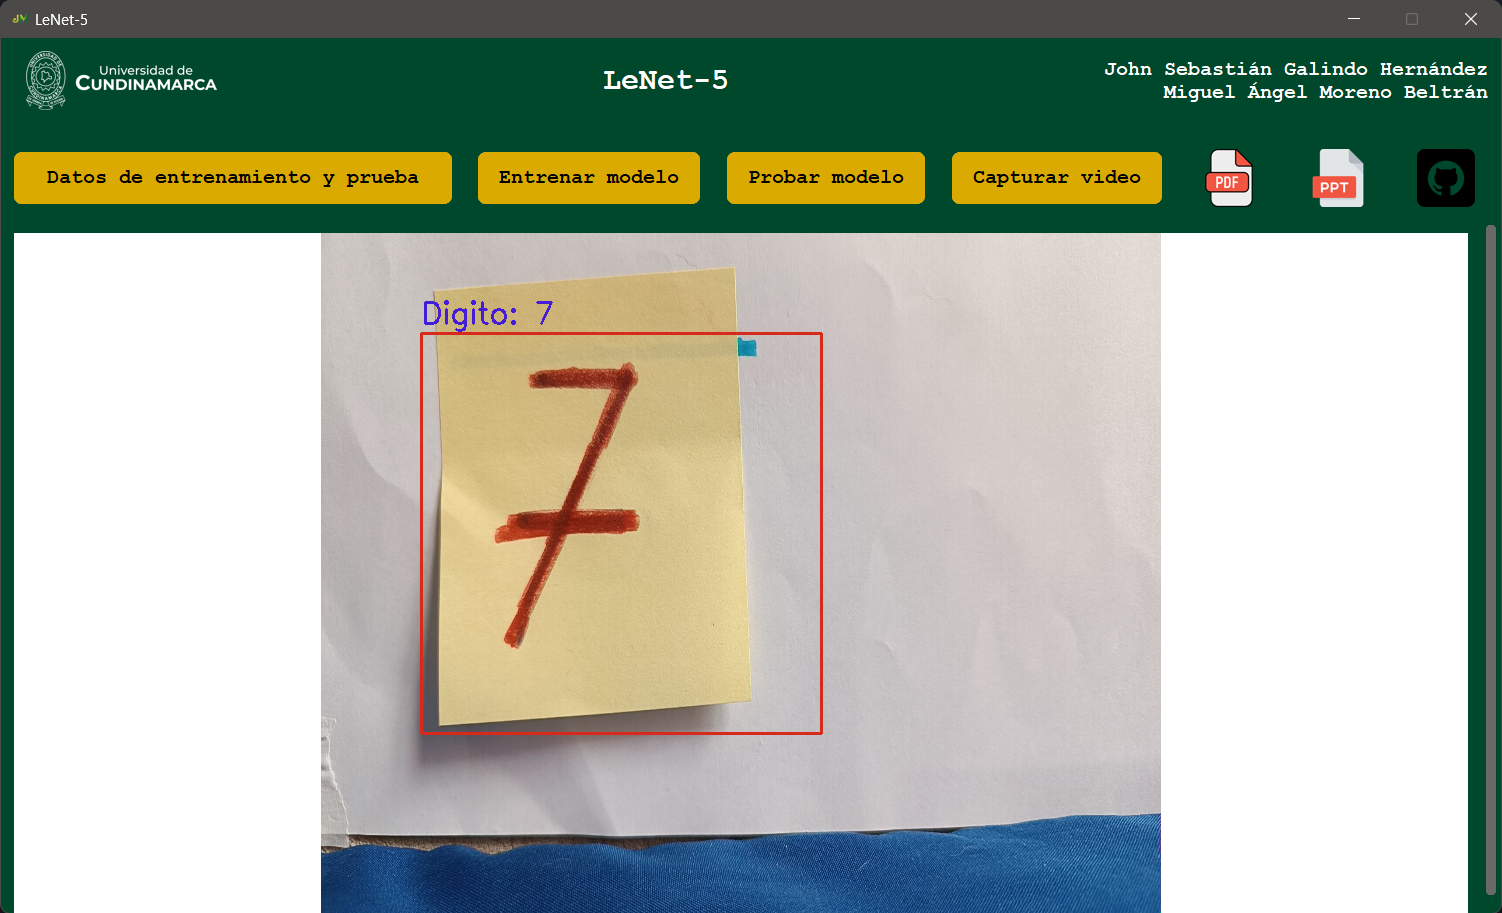 LeNet-5
Universidad de
CUNDINAMARCA
LeNet-5
John Sebastián Galindo Hernández
Miguel Ángel Moreno Beltrán
Datos de entrenamiento y prueba
Entrenar modelo
Probar modelo
Capturar video
PDF
PPT
Digito: 7
7